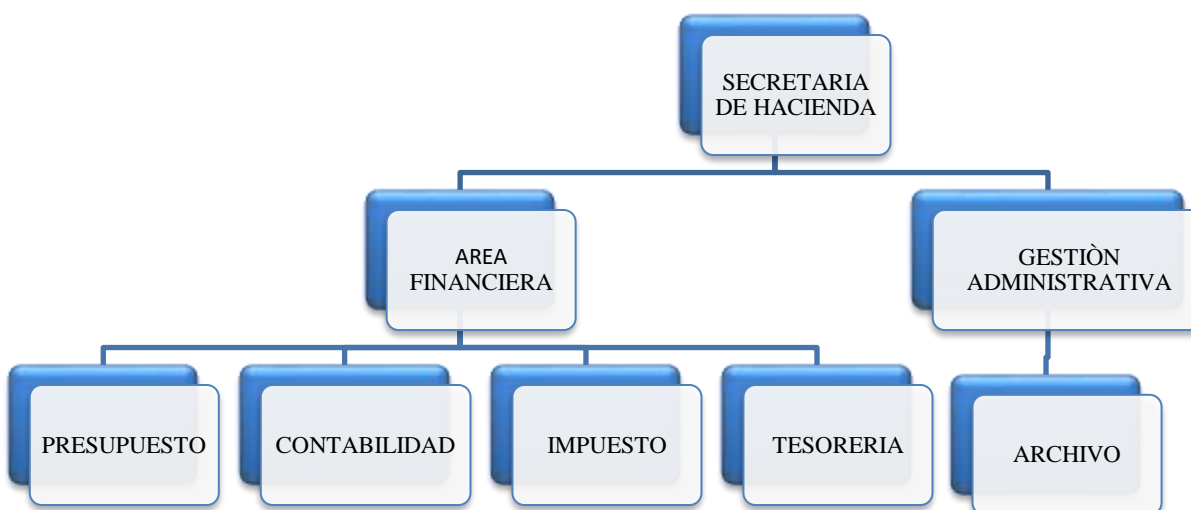 SECRETARIA
DE HACIENDA
AREA
FINANCIERA
GESTIÒN
ADMINISTRATIVA
PRESUPUESTO
CONTABILIDAD
IMPUESTO
TESORERIA
ARCHIVO